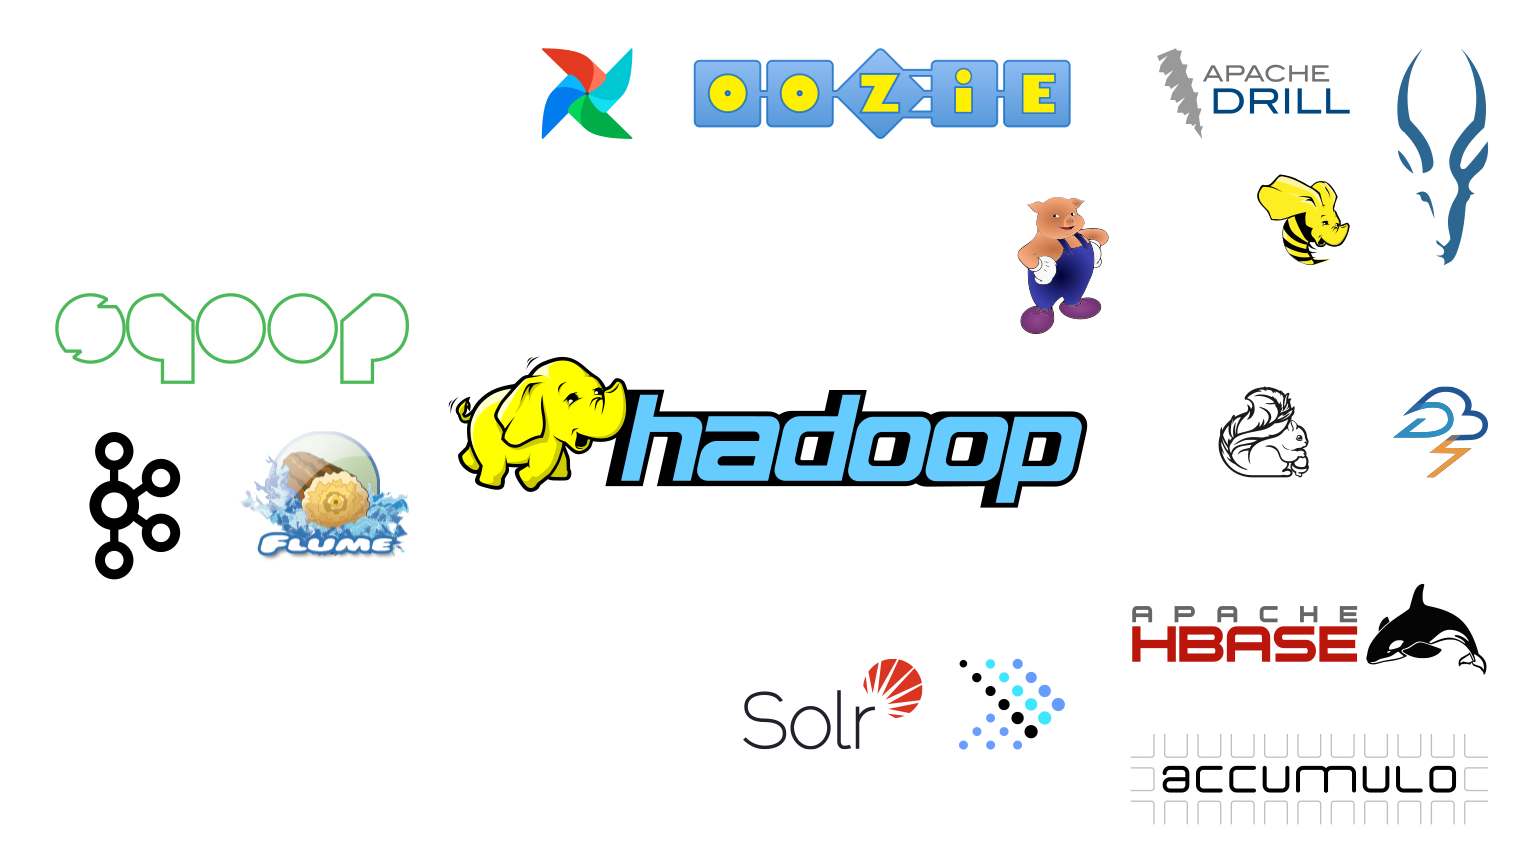 oozie
APACHE
DRILL
sqoop
hadoop
FLUME
APACHE
HBASE
Solr
accumulo